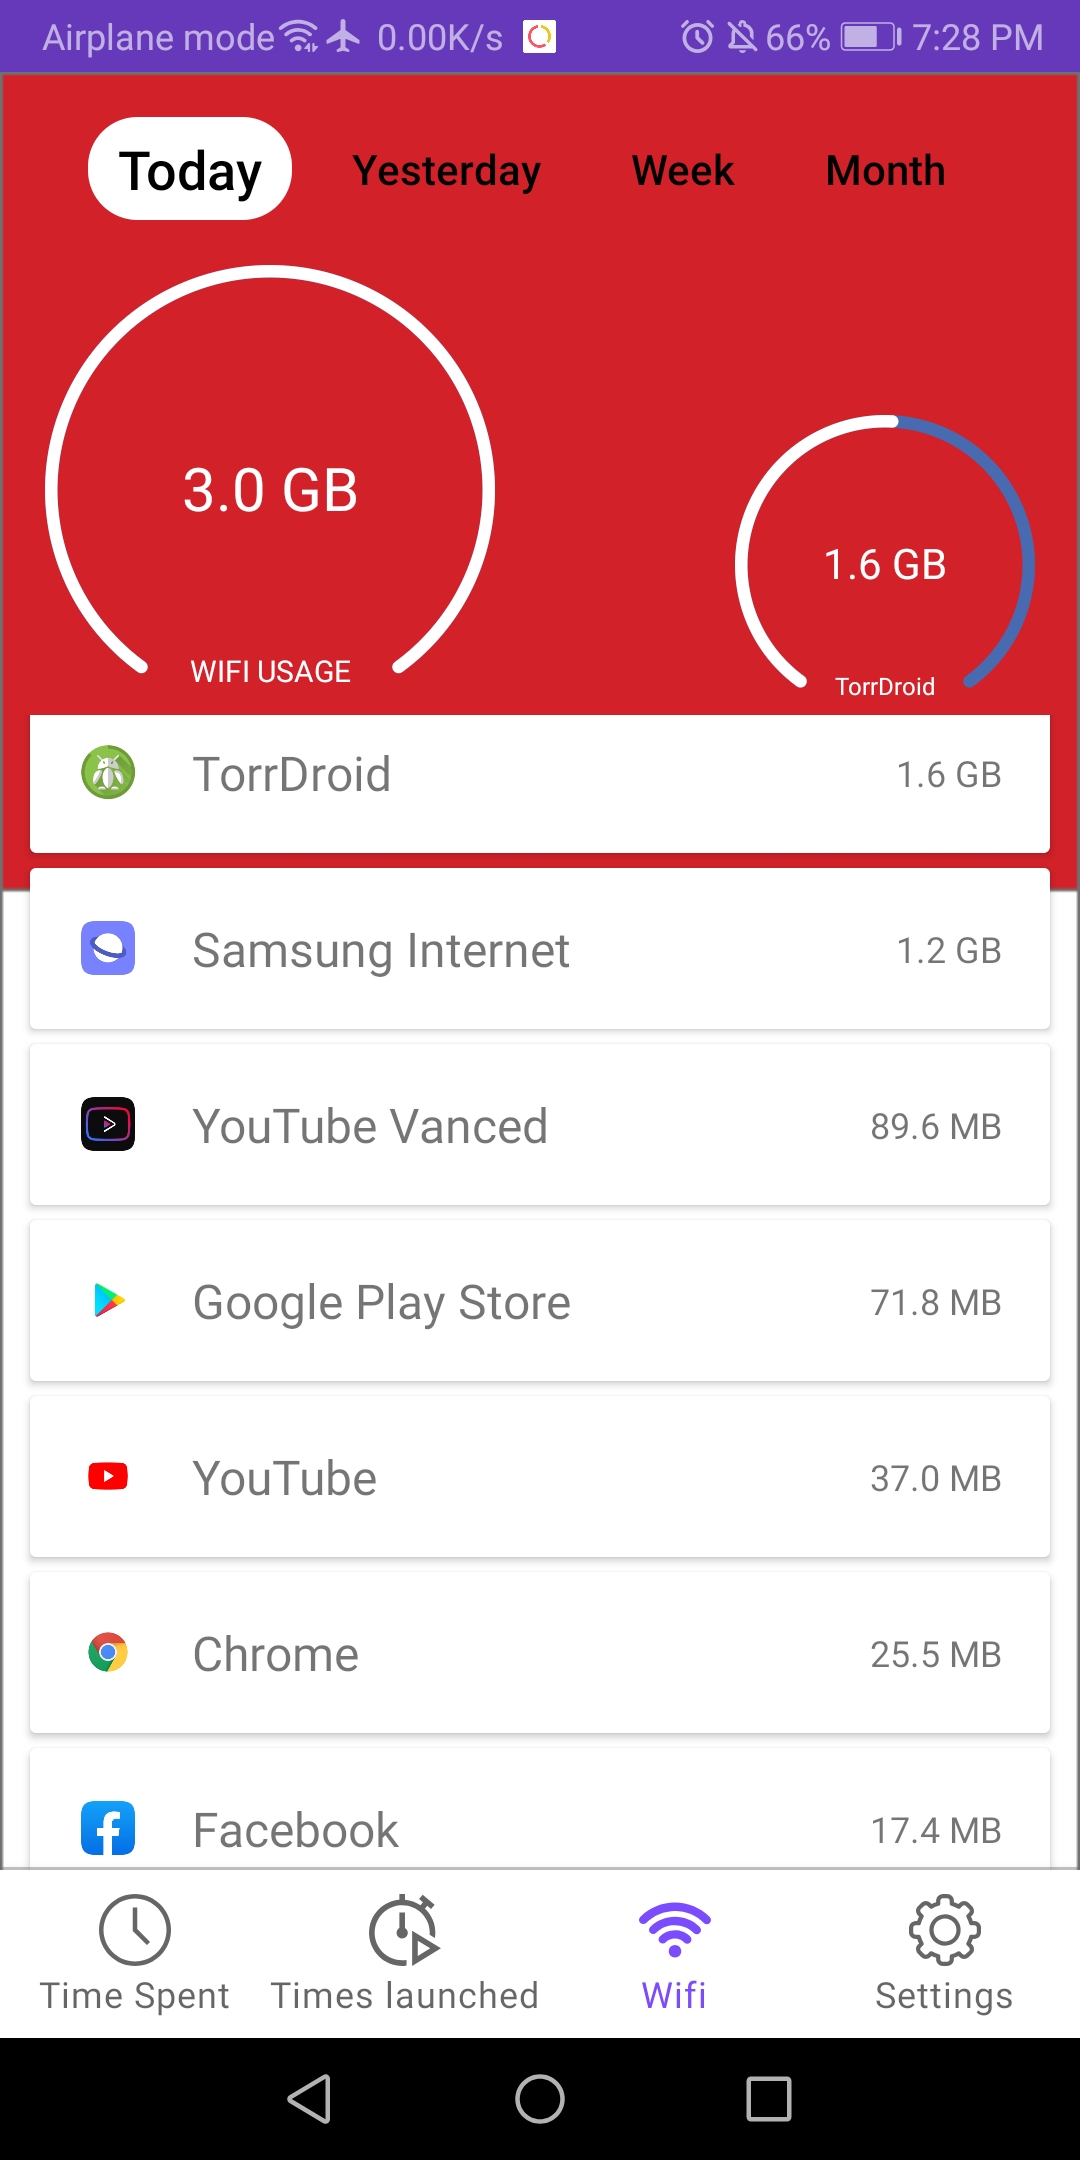 Airplane mode 0.00K/s 66% 7:28 PM
Today Yesterday Week Month
3.0 GB
WIFI USAGE
1.6 GB
TorrDroid
TorrDroid 1.6 GB
Samsung Internet 1.2 GB
YouTube Vanced 89.6 MB
Google Play Store 71.8 MB
YouTube 37.0 MB
Chrome 25.5 MB
Facebook 17.4 MB
Time Spent Times launched Wifi Settings